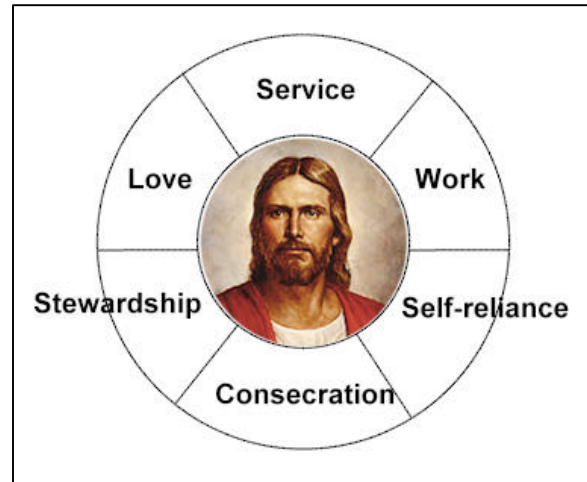 Service
Love
Work
Stewardship
Self-reliance
Consecration